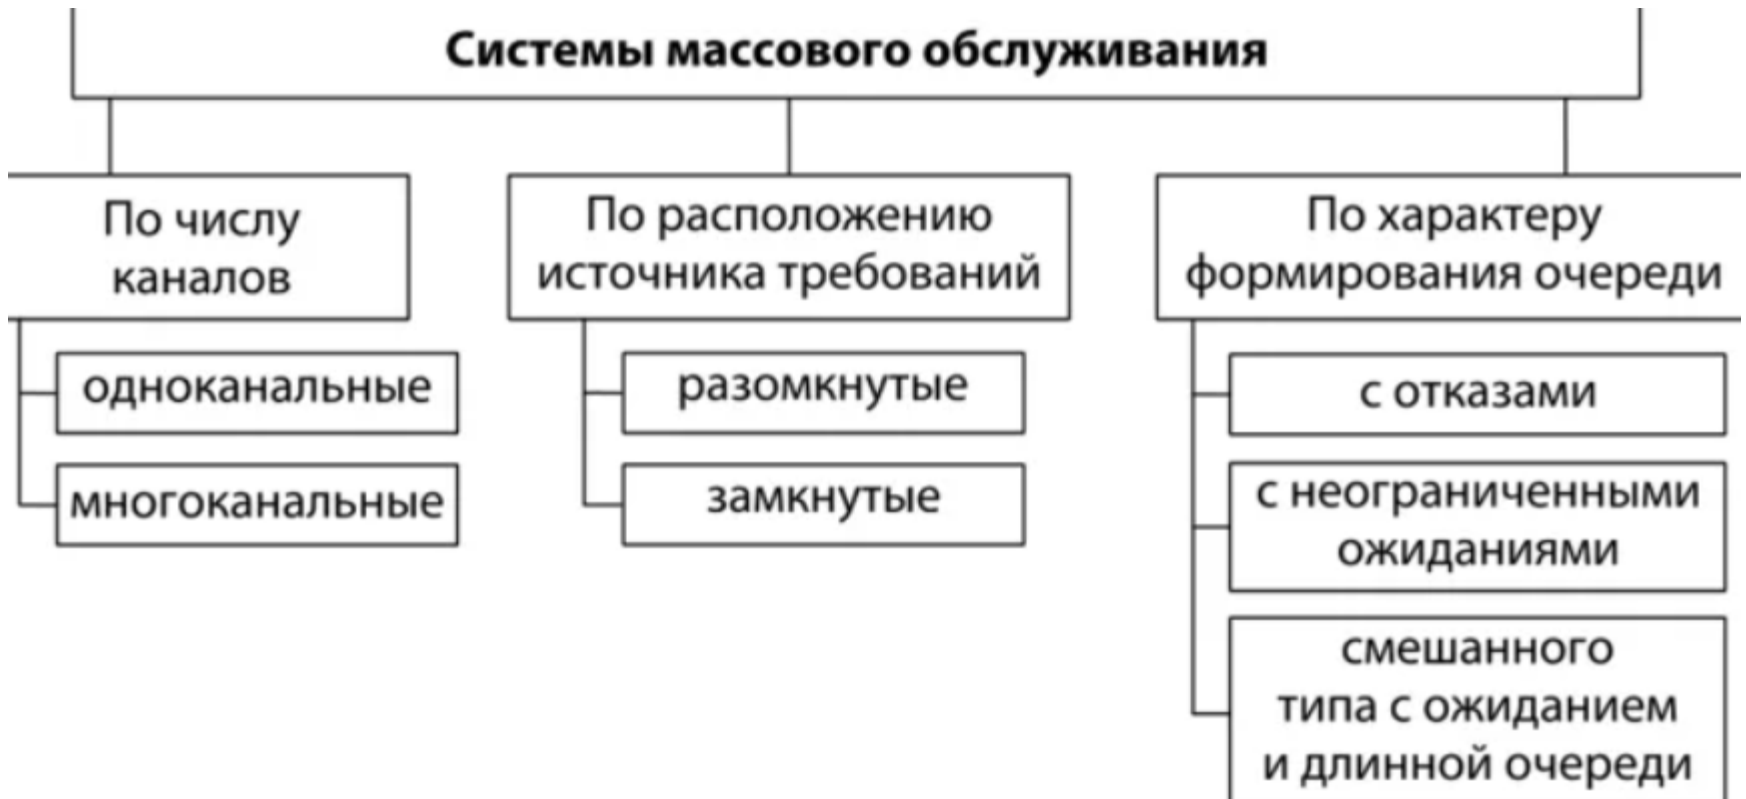 Системы массового обслуживания
По числу
каналов
одноканальные
многоканальные
По расположению
источника требований
разомкнутые
замкнутые
По характеру
формирования очереди
с отказами
с неограниченными
ожиданиями
смешанного
типа с ожиданием
и длинной очереди